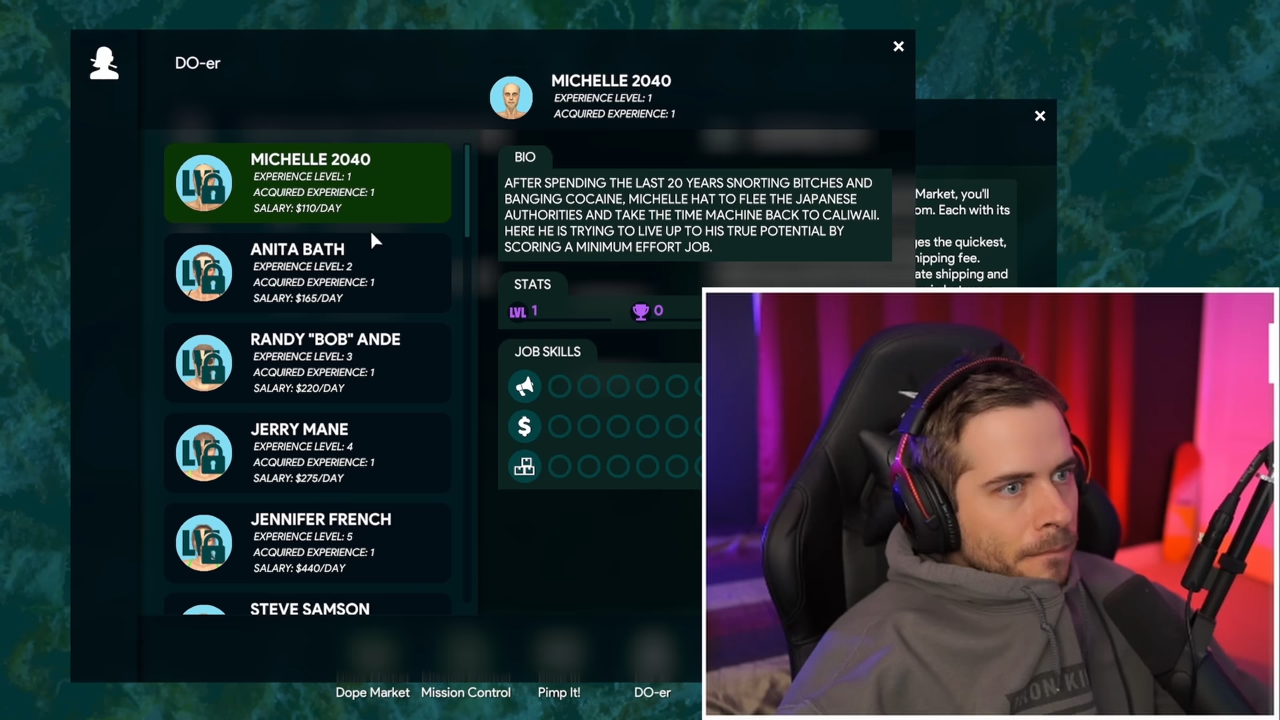 DO-er
MICHELLE 2040
EXPERIENCE LEVEL: 1
ACQUIRED EXPERIENCE: 1
MICHELLE 2040
EXPERIENCE LEVEL: 1
ACQUIRED EXPERIENCE: 1
SALARY: $110/DAY
ANITA BATH
EXPERIENCE LEVEL: 2
ACQUIRED EXPERIENCE: 1
SALARY: $165/DAY
RANDY "BOB" ANDE
EXPERIENCE LEVEL: 3
ACQUIRED EXPERIENCE: 1
SALARY: $220/DAY
JERRY MANE
EXPERIENCE LEVEL: 4
ACQUIRED EXPERIENCE: 1
SALARY: $275/DAY
JENNIFER FRENCH
EXPERIENCE LEVEL: 5
ACQUIRED EXPERIENCE: 1
SALARY: $440/DAY
STEVE SAMSON
BIO
AFTER SPENDING THE LAST 20 YEARS SNORTING BITCHES AND
BANGING COCAINE, MICHELLE HAT TO FLEE THE JAPANESE
AUTHORITIES AND TAKE THE TIME MACHINE BACK TO CALIWAII.
HERE HE IS TRYING TO LIVE UP TO HIS TRUE POTENTIAL BY
SCORING A MINIMUM EFFORT JOB.
STATS
LVL 1 0
JOB SKILLS
$
Market, you'll
om. Each with its
ges the quickest,
hipping fee.
ate shipping and
Dope Market Mission Control Pimp It! DO-er